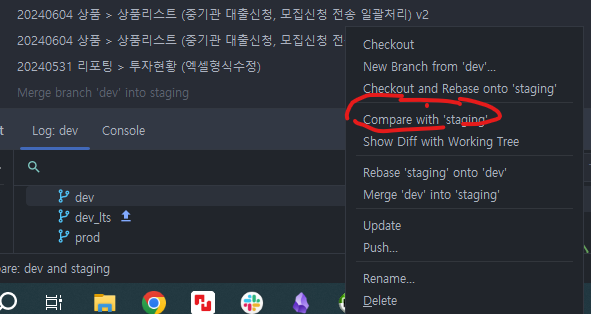 20240604 상품 > 상품리스트 (중기관 대출신청, 모집신청 전송 일괄처리) v2
20240604 상품 > 상품리스트 (중기관 대출신청, 모집신청 전
20240531 리포팅 > 투자현황 (엑셀형식수정)
Merge branch 'dev' into staging
t
Log: dev
Console
dev
dev_lts
prod
are: dev and staging
Checkout
New Branch from 'dev'...
Checkout and Rebase onto 'staging'
Compare with 'staging'
Show Diff with Working Tree
Rebase 'staging' onto 'dev'
Merge 'dev' into 'staging'
Update
Push...
Rename...
Delete